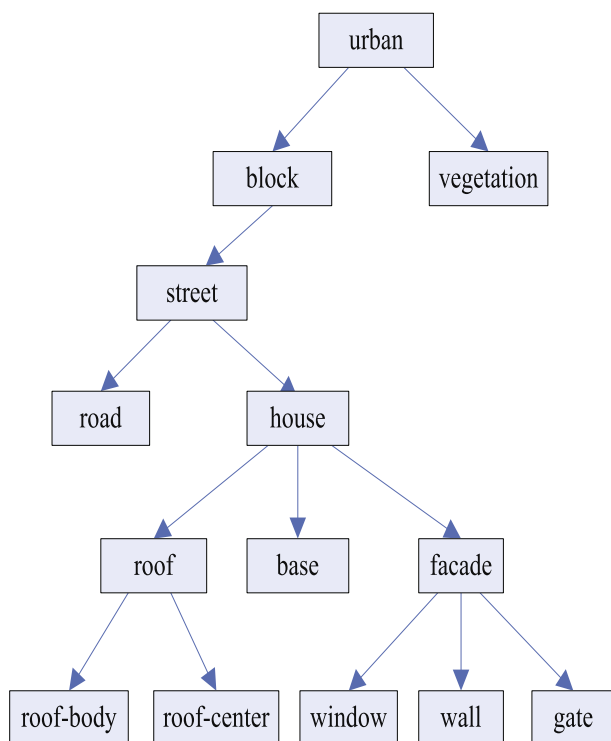 urban
block
vegetation
street
road
house
roof
base
facade
roof-body
roof-center
window
wall
gate